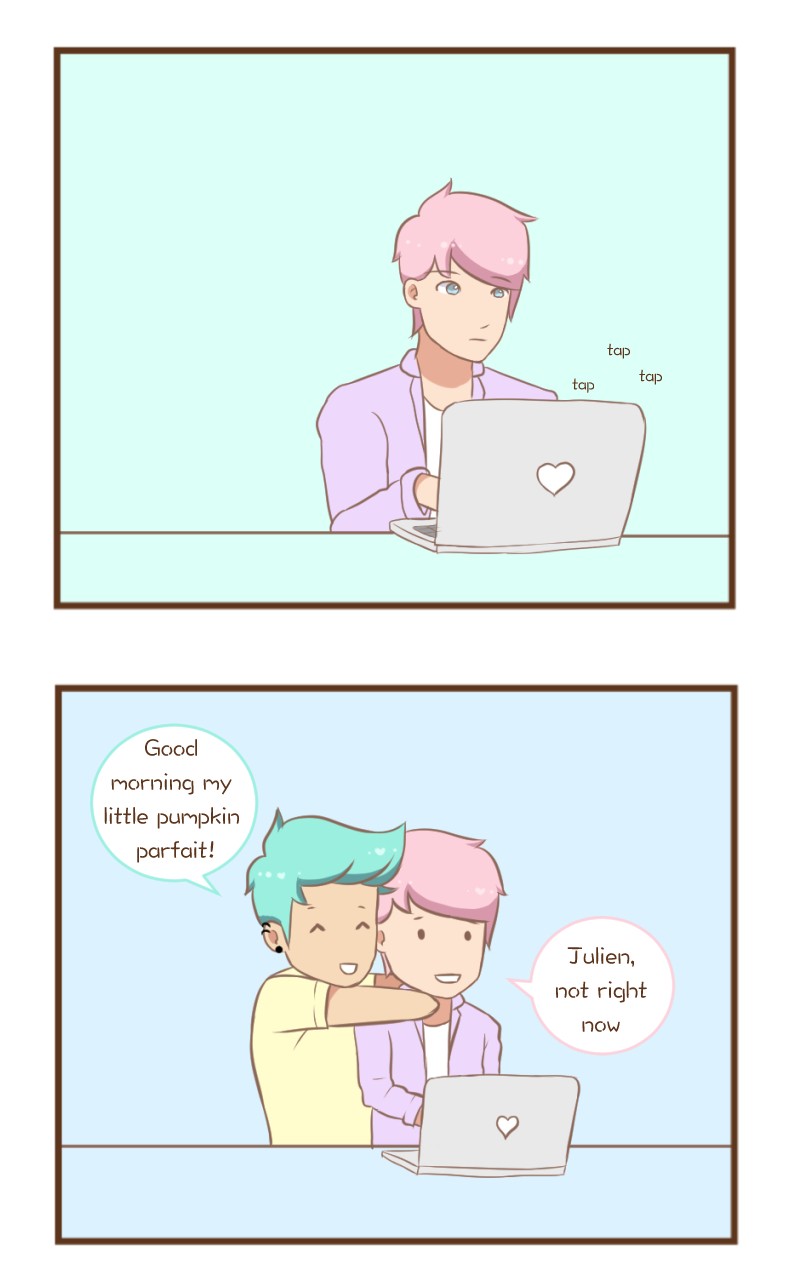 tap
tap
tap
Good
morning my
little pumpkin
parfait!
Julien,
not right
now